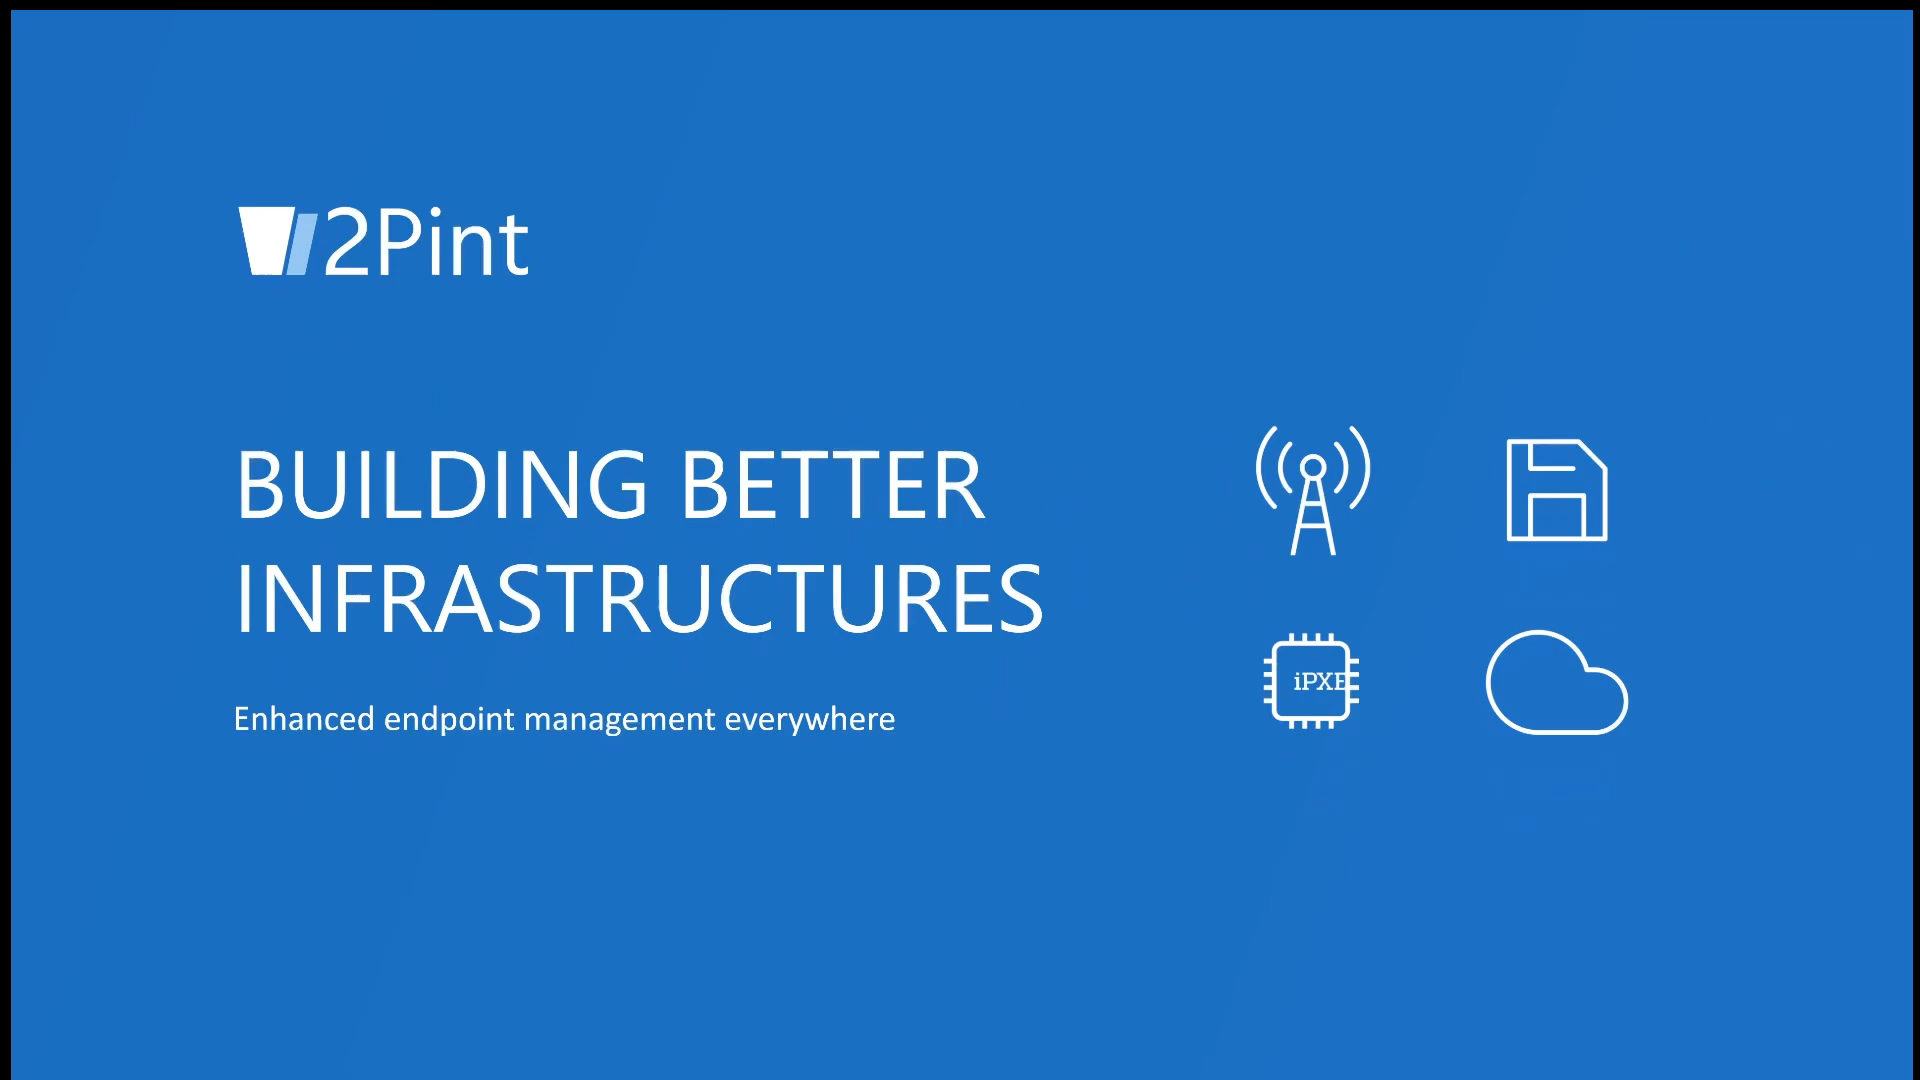 2Pint
BUILDING BETTER
INFRASTRUCTURES
Enhanced endpoint management everywhere
iPXE